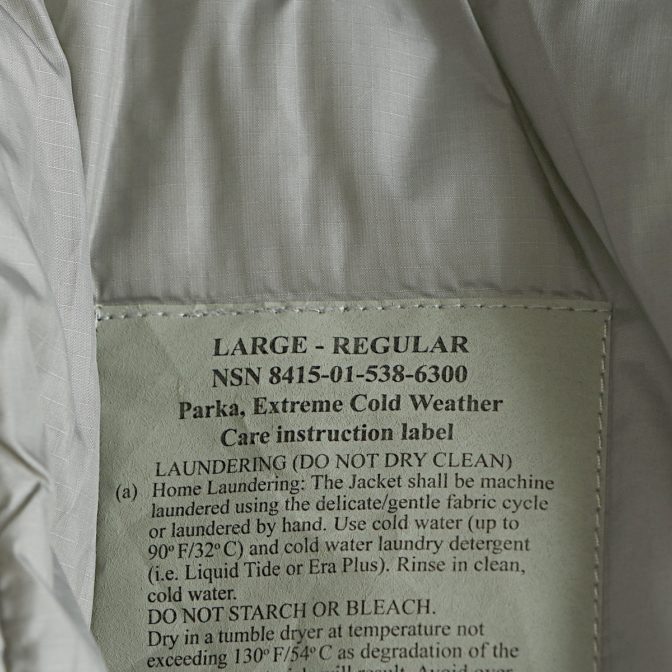 LARGE - REGULAR
NSN 8415-01-538-6300
Parka, Extreme Cold Weather
Care instruction label
LAUNDERING (DO NOT DRY CLEAN)
(a) Home Laundering: The Jacket shall be machine
laundered using the delicate/gentle fabric cycle
or laundered by hand. Use cold water (up to
90° F/32° C) and cold water laundry detergent
(i.e. Liquid Tide or Era Plus). Rinse in clean,
cold water.
DO NOT STARCH OR BLEACH.
Dry in a tumble dryer at temperature not
exceeding 130° F/54° C as degradation of the
will result. Avoid over